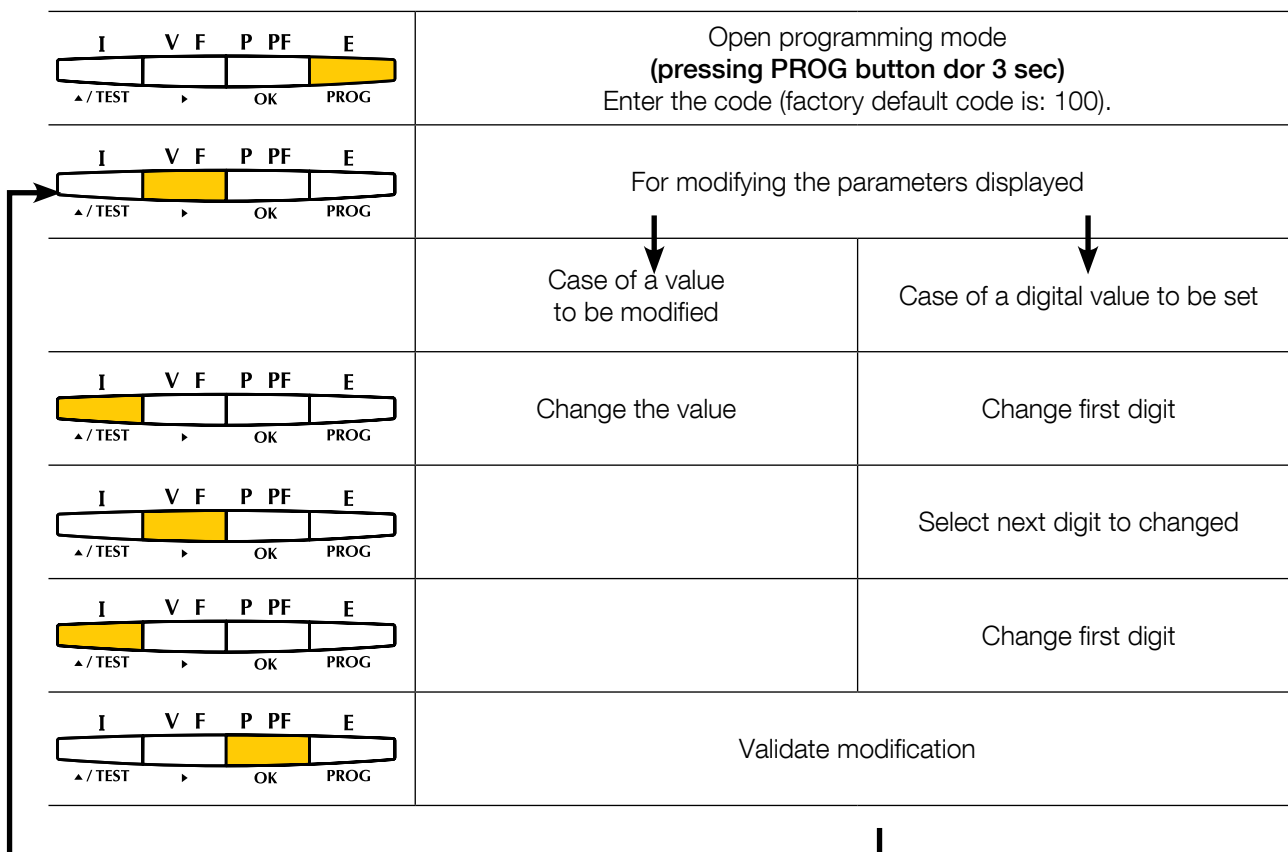 I V F P PF E
▲ / TEST ▶ OK PROG
Open programming mode
(pressing PROG button dor 3 sec)
Enter the code (factory default code is: 100).
I V F P PF E
▲ / TEST ▶ OK PROG
For modifying the parameters displayed
Case of a value
to be modified
Case of a digital value to be set
I V F P PF E
▲ / TEST ▶ OK PROG
Change the value
Change first digit
I V F P PF E
▲ / TEST ▶ OK PROG
Select next digit to changed
I V F P PF E
▲ / TEST ▶ OK PROG
Change first digit
I V F P PF E
▲ / TEST ▶ OK PROG
Validate modification